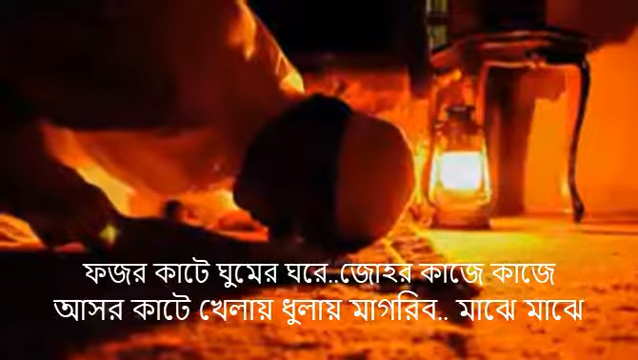 ফজর কাটে ঘুমের ঘরে..জোহর কাজে কাজে
আসর কাটে খেলায় ধুলায় মাগরিব.. মাঝে মাঝে